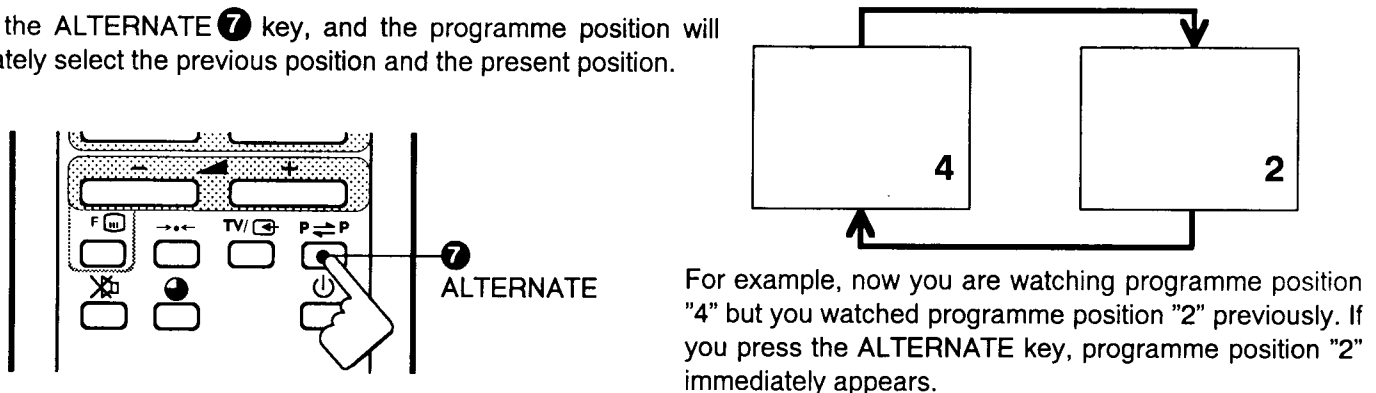 the ALTERNATE 7 key, and the programme position will
ately select the previous position and the present position.
- +
F HI →•← TV/ P ⇌ P
7
ALTERNATE
4
2
For example, now you are watching programme position
"4" but you watched programme position "2" previously. If
you press the ALTERNATE key, programme position "2"
immediately appears.